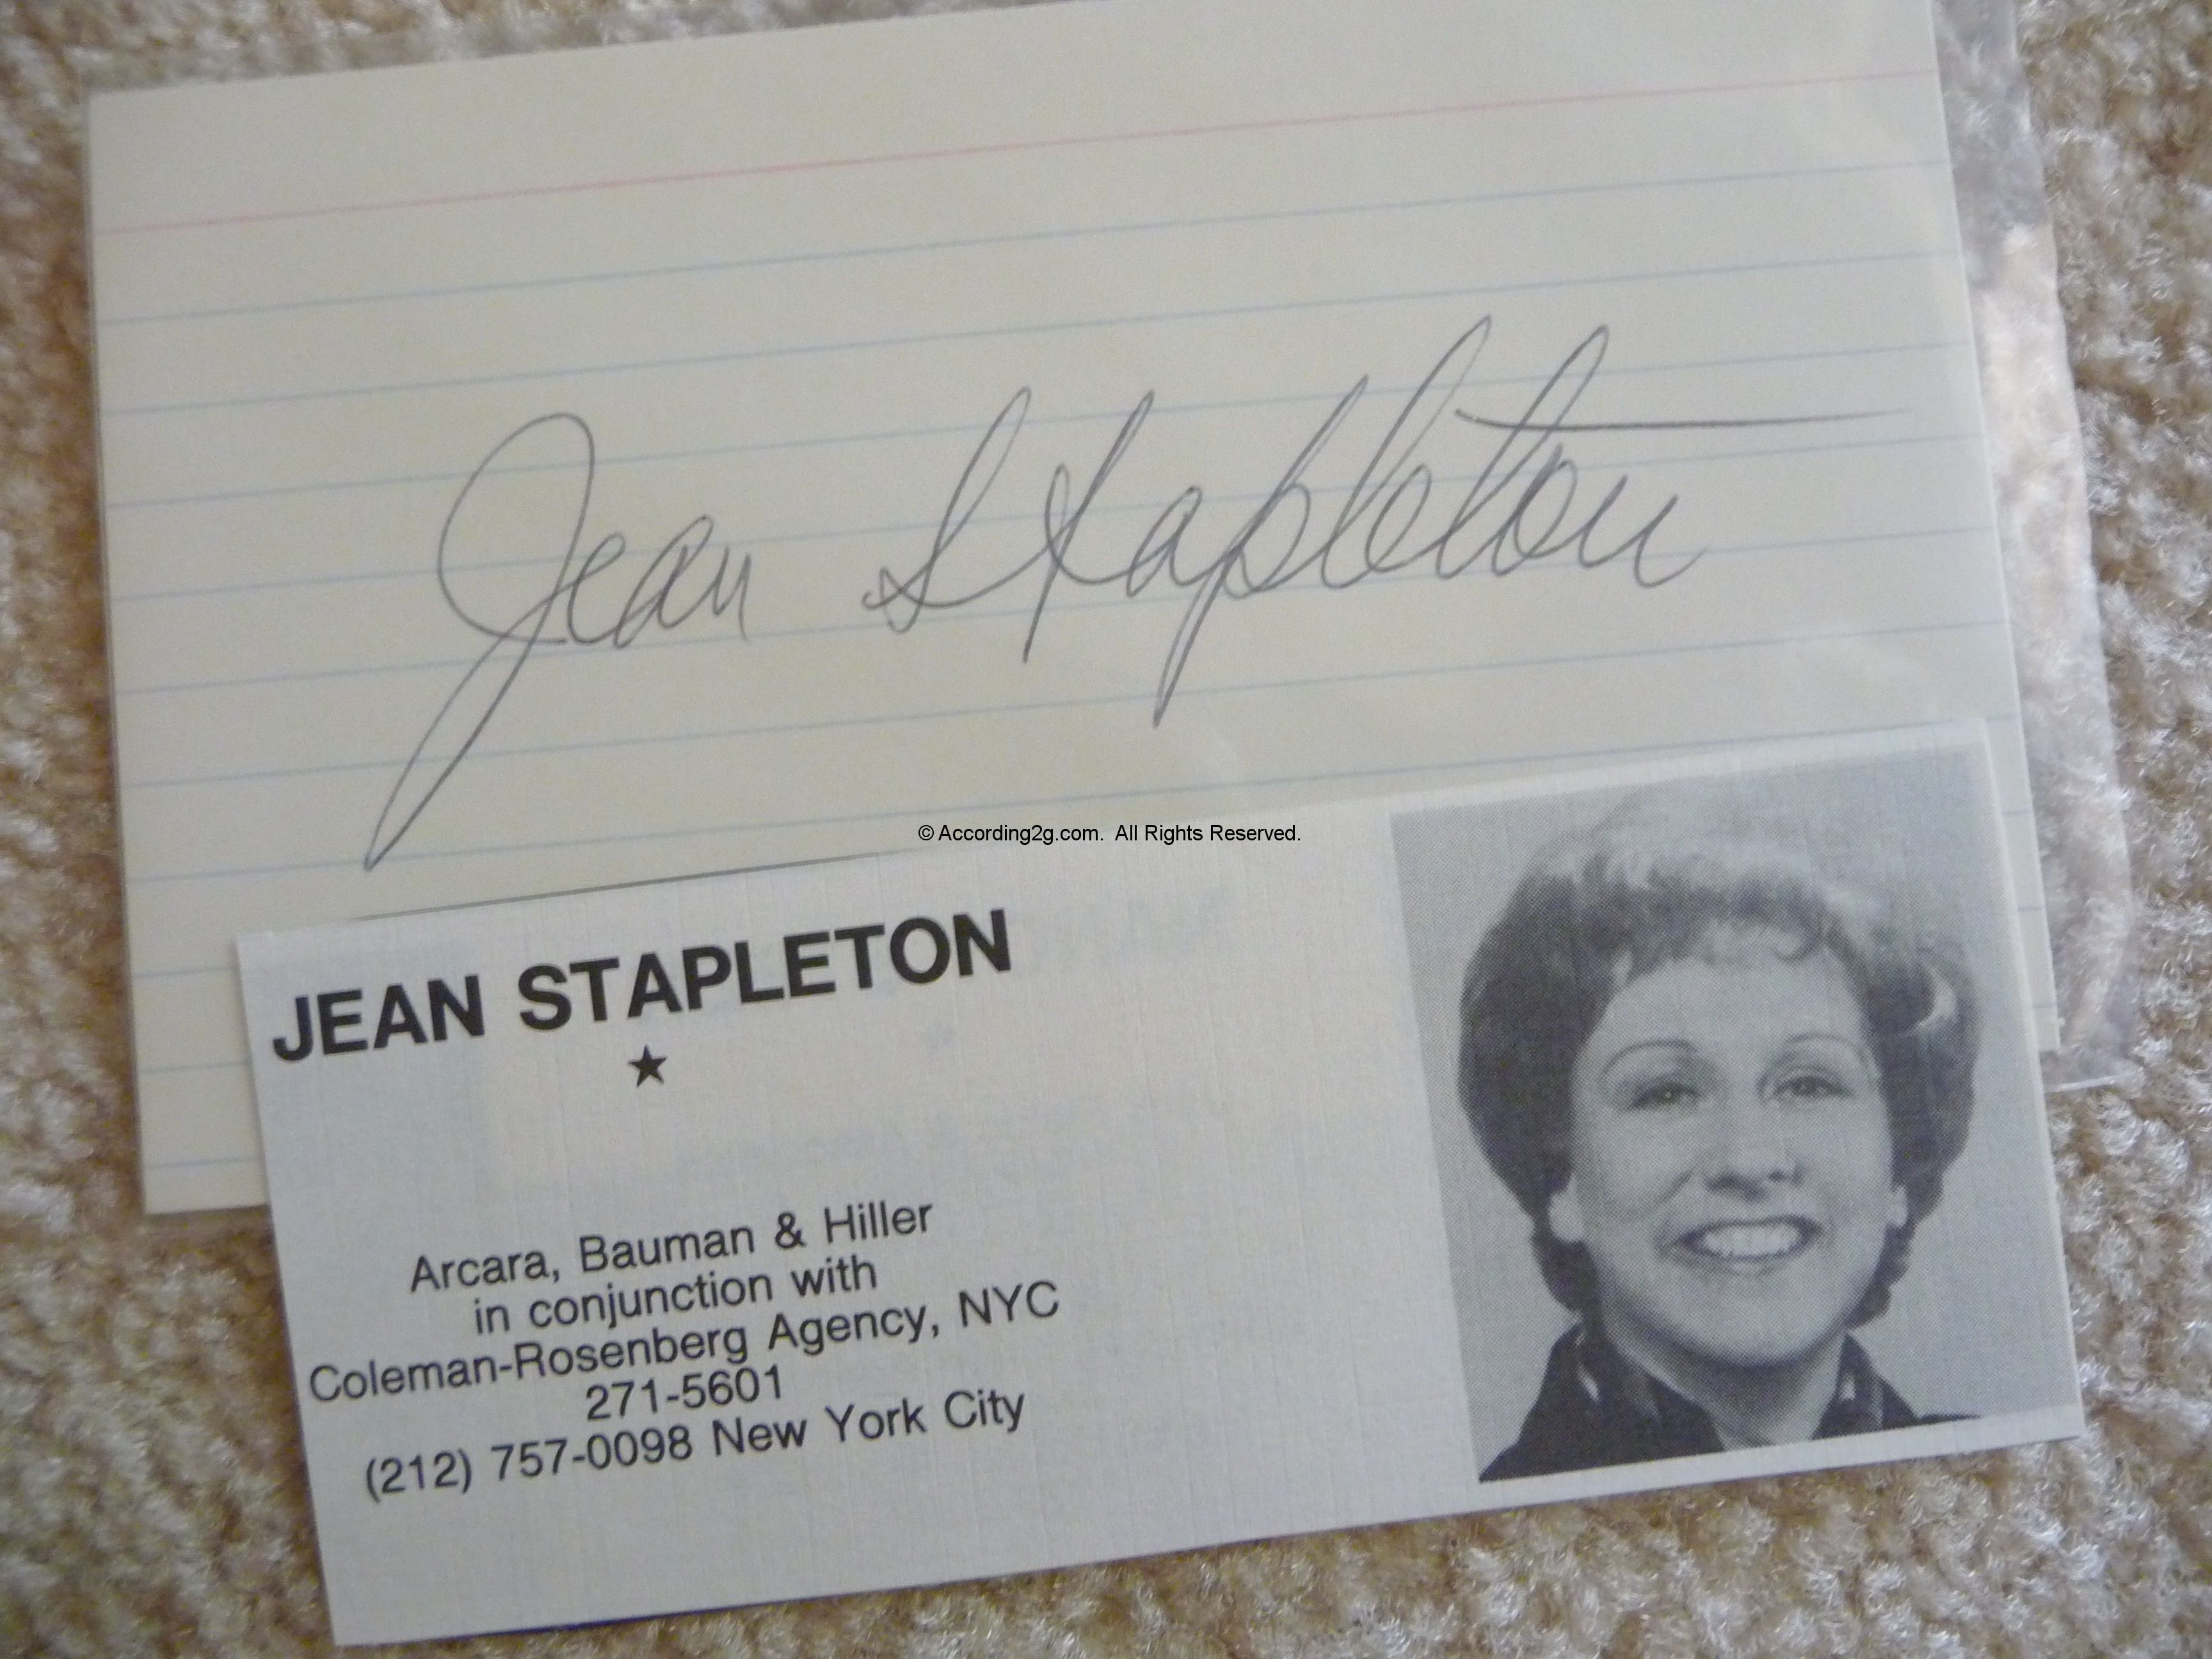 Jean Stapleton
© According2g.com.  All Rights Reserved.
JEAN STAPLETON
★
Arcara, Bauman & Hiller
in conjunction with
Coleman-Rosenberg Agency, NYC
271-5601
(212) 757-0098 New York City